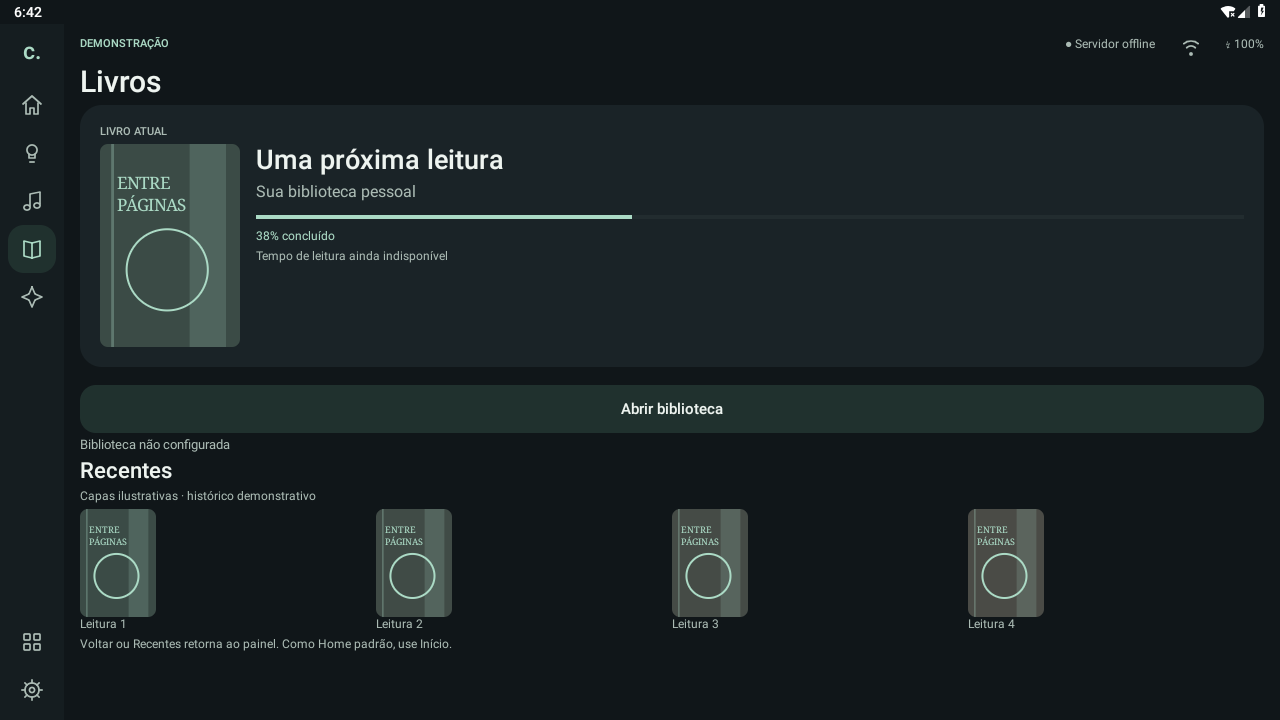 6:42
c.
DEMONSTRAÇÃO
● Servidor offline
100%
Livros
LIVRO ATUAL
ENTRE
PÁGINAS
Uma próxima leitura
Sua biblioteca pessoal
38% concluído
Tempo de leitura ainda indisponível
Abrir biblioteca
Biblioteca não configurada
Recentes
Capas ilustrativas · histórico demonstrativo
ENTRE
PÁGINAS
ENTRE
PÁGINAS
ENTRE
PÁGINAS
ENTRE
PÁGINAS
Leitura 1
Leitura 2
Leitura 3
Leitura 4
Voltar ou Recentes retorna ao painel. Como Home padrão, use Início.